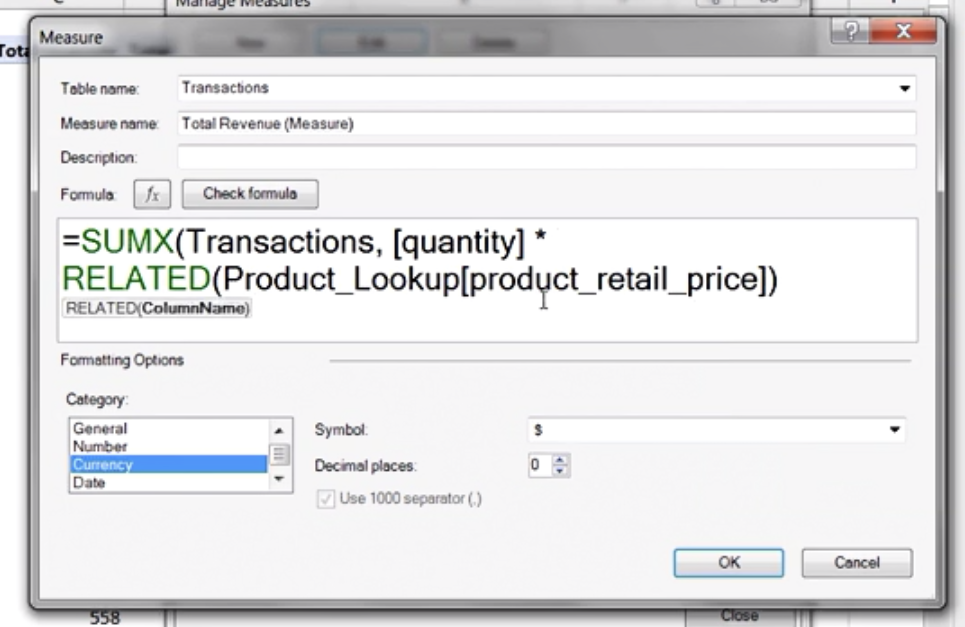 Manage Measures
Tota
Measure
Table name:
Transactions
Measure name:
Total Revenue (Measure)
Description:
Formula:
fx
Check formula
=SUMX(Transactions, [quantity] *
RELATED(Product_Lookup[product_retail_price])
RELATED(ColumnName)
Formatting Options
Category:
General
Number
Currency
Date
Symbol:
$
Decimal places:
0
Use 1000 separator (,)
OK
Cancel
558
Close